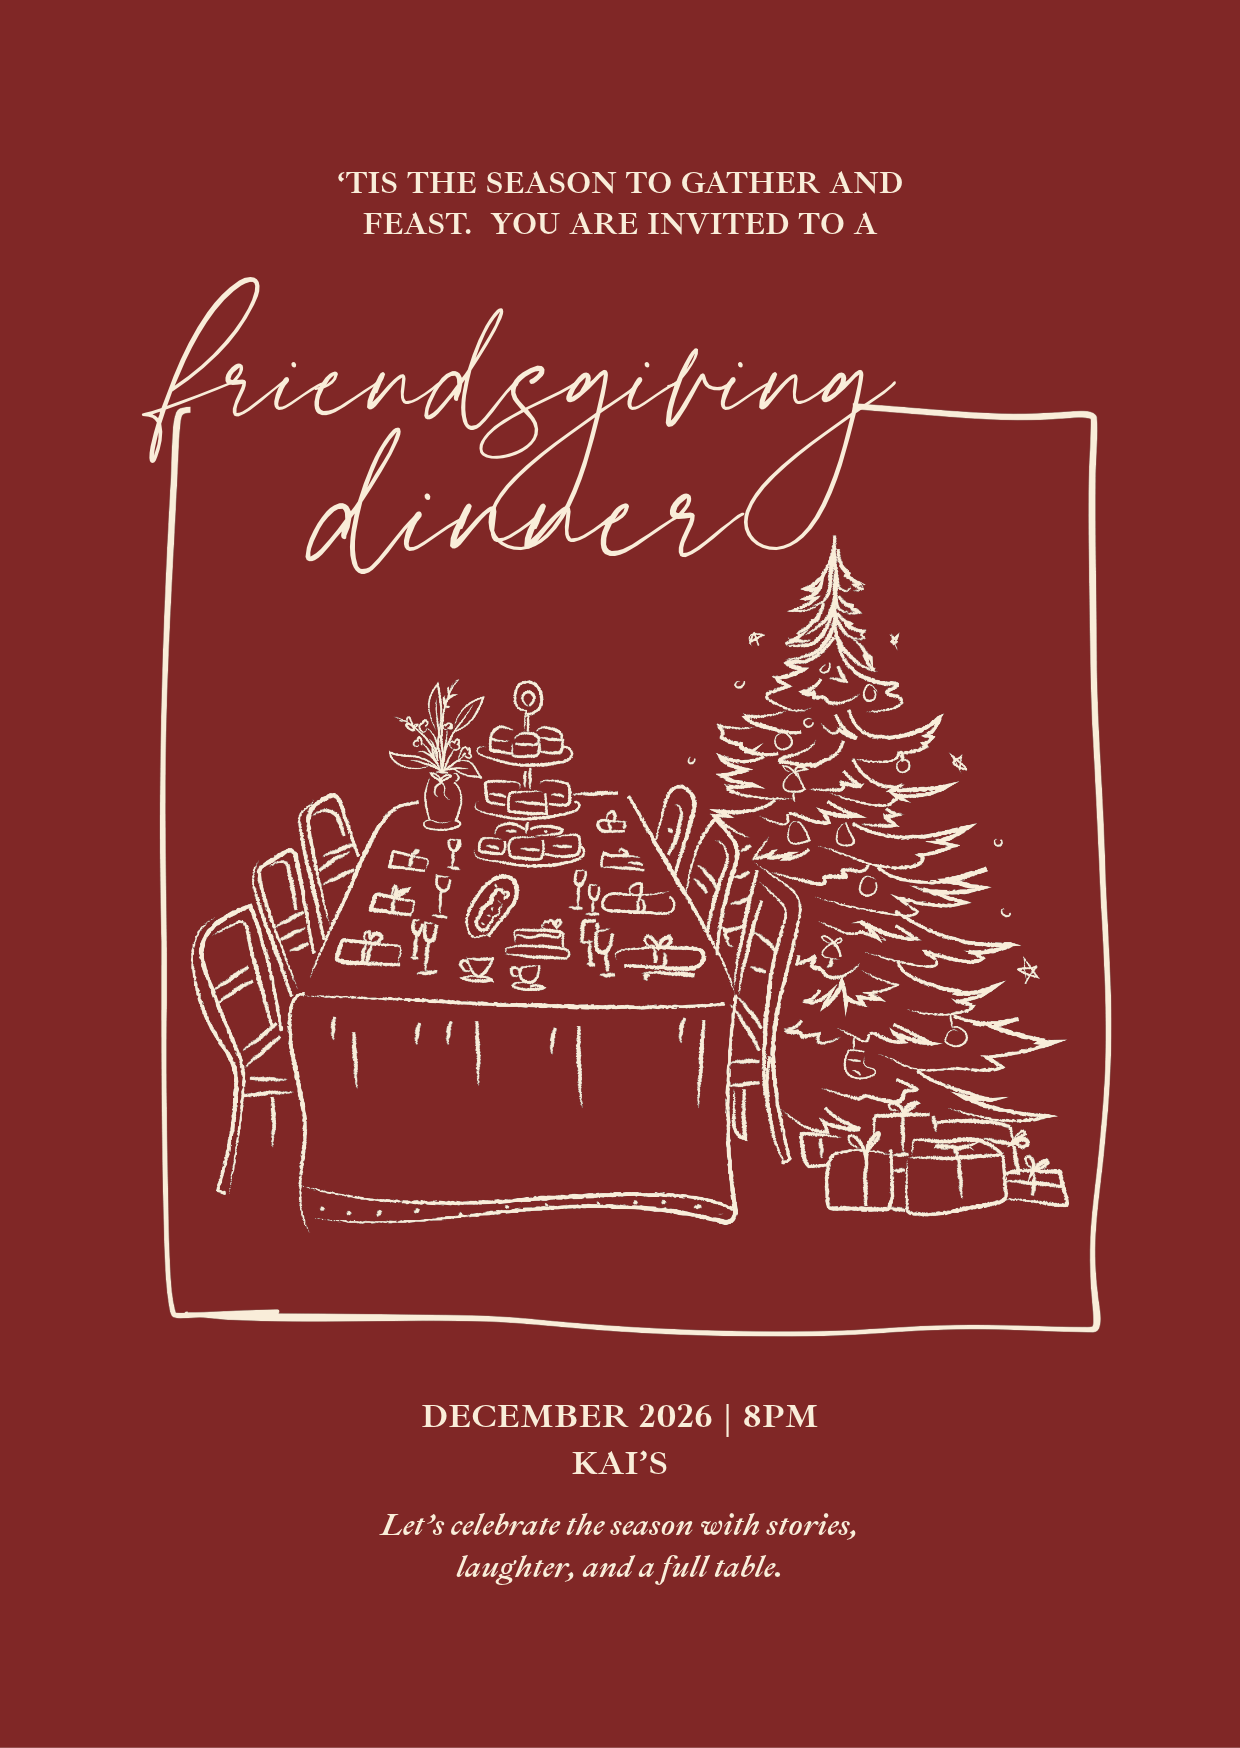 ‘TIS THE SEASON TO GATHER AND
FEAST. YOU ARE INVITED TO A
friendsgiving
dinner
DECEMBER 2026 | 8PM
KAI’S
Let’s celebrate the season with stories,
laughter, and a full table.